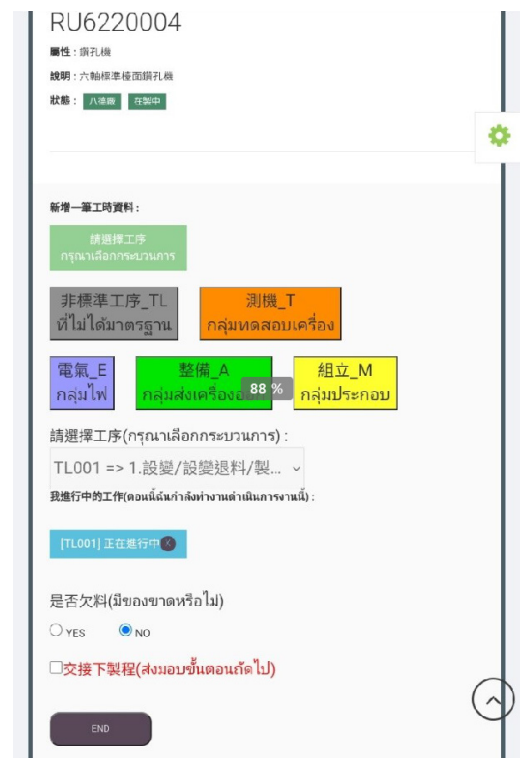 RU6220004
屬性 : 鑽孔機
說明 : 六軸標準檯面鑽孔機
狀態 : 八德廠 在製中
新增一筆工時資料 :
請選擇工序
กรุณาเลือกกระบวนการ
非標準工序_TL
ที่ไม่ได้มาตรฐาน
測機_T
กลุ่มทดสอบเครื่อง
電氣_E
กลุ่มไฟ
整備_A
กลุ่มส่งเครื่อง
組立_M
กลุ่มประกอบ
88 %
請選擇工序(กรุณาเลือกกระบวนการ) :
TL001 => 1.設變/設變退料/製...
我進行中的工作(ตอนนี้ฉันกำลังทำงานดำเนินการงานนี้) :
[TL001] 正在進行中 X
是否欠料(มีของขาดหรือไม่)
YES NO
交接下製程(ส่งมอบขั้นตอนถัดไป)
END